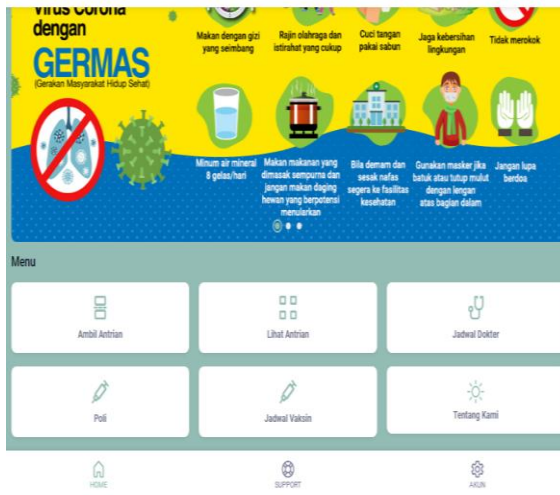 Virus Corona
dengan
GERMAS
(Gerakan Masyarakat Hidup Sehat)
Makan dengan gizi
yang seimbang
Rajin olahraga dan
istirahat yang cukup
Cuci tangan
pakai sabun
Jaga kebersihan
lingkungan
Tidak merokok
Minum air mineral
8 gelas/hari
Makan makanan yang
dimasak sempurna dan
jangan makan daging
hewan yang berpotensi
menularkan
Bila demam dan
sesak nafas
segera ke fasilitas
kesehatan
Gunakan masker jika
batuk atau tutup mulut
dengan lengan
atas bagian dalam
Jangan lupa
berdoa
Menu
Ambil Antrian
Lihat Antrian
Jadwal Dokter
Poli
Jadwal Vaksin
Tentang Kami
HOME
SUPPORT
AKUN